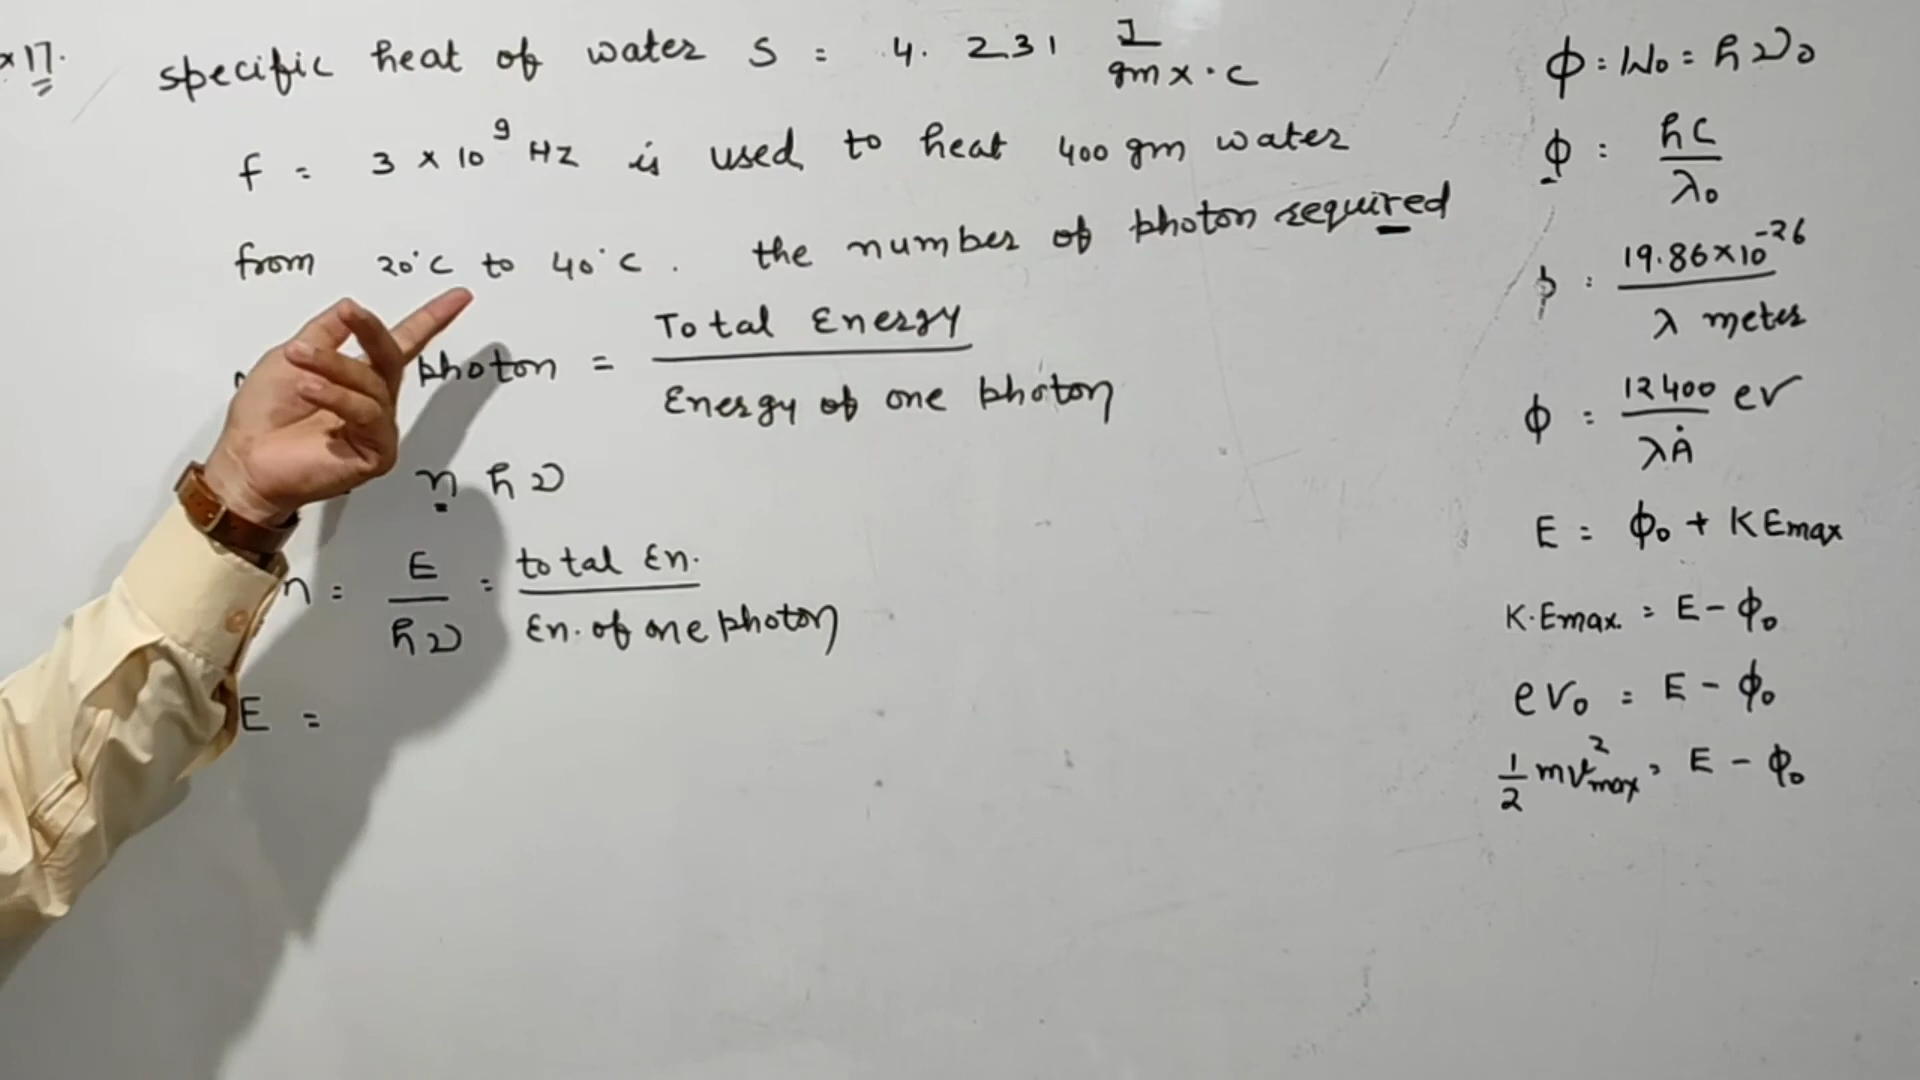 ×17. specific heat of water S = 4.231 J/gm×°C
f = 3 × 10⁹ HZ is used to heat 400 gm water
from 20°C to 40°C. the number of photon required
photon = Total Energy / Energy of one photon
n h ν
n = E / hν = total En. / En. of one photon
E =
ϕ = W₀ = h ν₀
ϕ = hC / λ₀
ϕ = 19.86×10⁻²⁶ / λ meter
ϕ = 12400 / λÅ ev
E = ϕ₀ + KEmax
K.Emax. = E - ϕ₀
eV₀ = E - ϕ₀
1/2 mv²max = E - ϕ₀